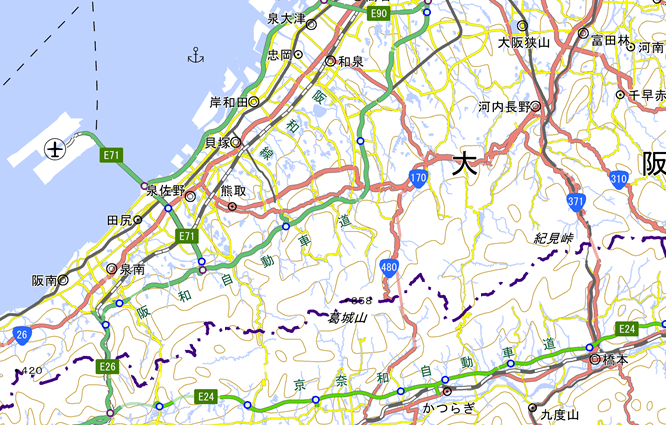 泉大津
E90
大阪狭山
富田林
河南
忠岡
和泉
千早赤
岸和田
阪
河内長野
和
貝塚
線
E71
大
阪
170
310
泉佐野
熊取
371
田尻
E71
道
紀見峠
車
動
自
和
阪
泉南
阪南
480
858
葛城山
26
E24
420
E26
道
車
動
自
和
奈
京
橋本
E24
かつらぎ
九度山